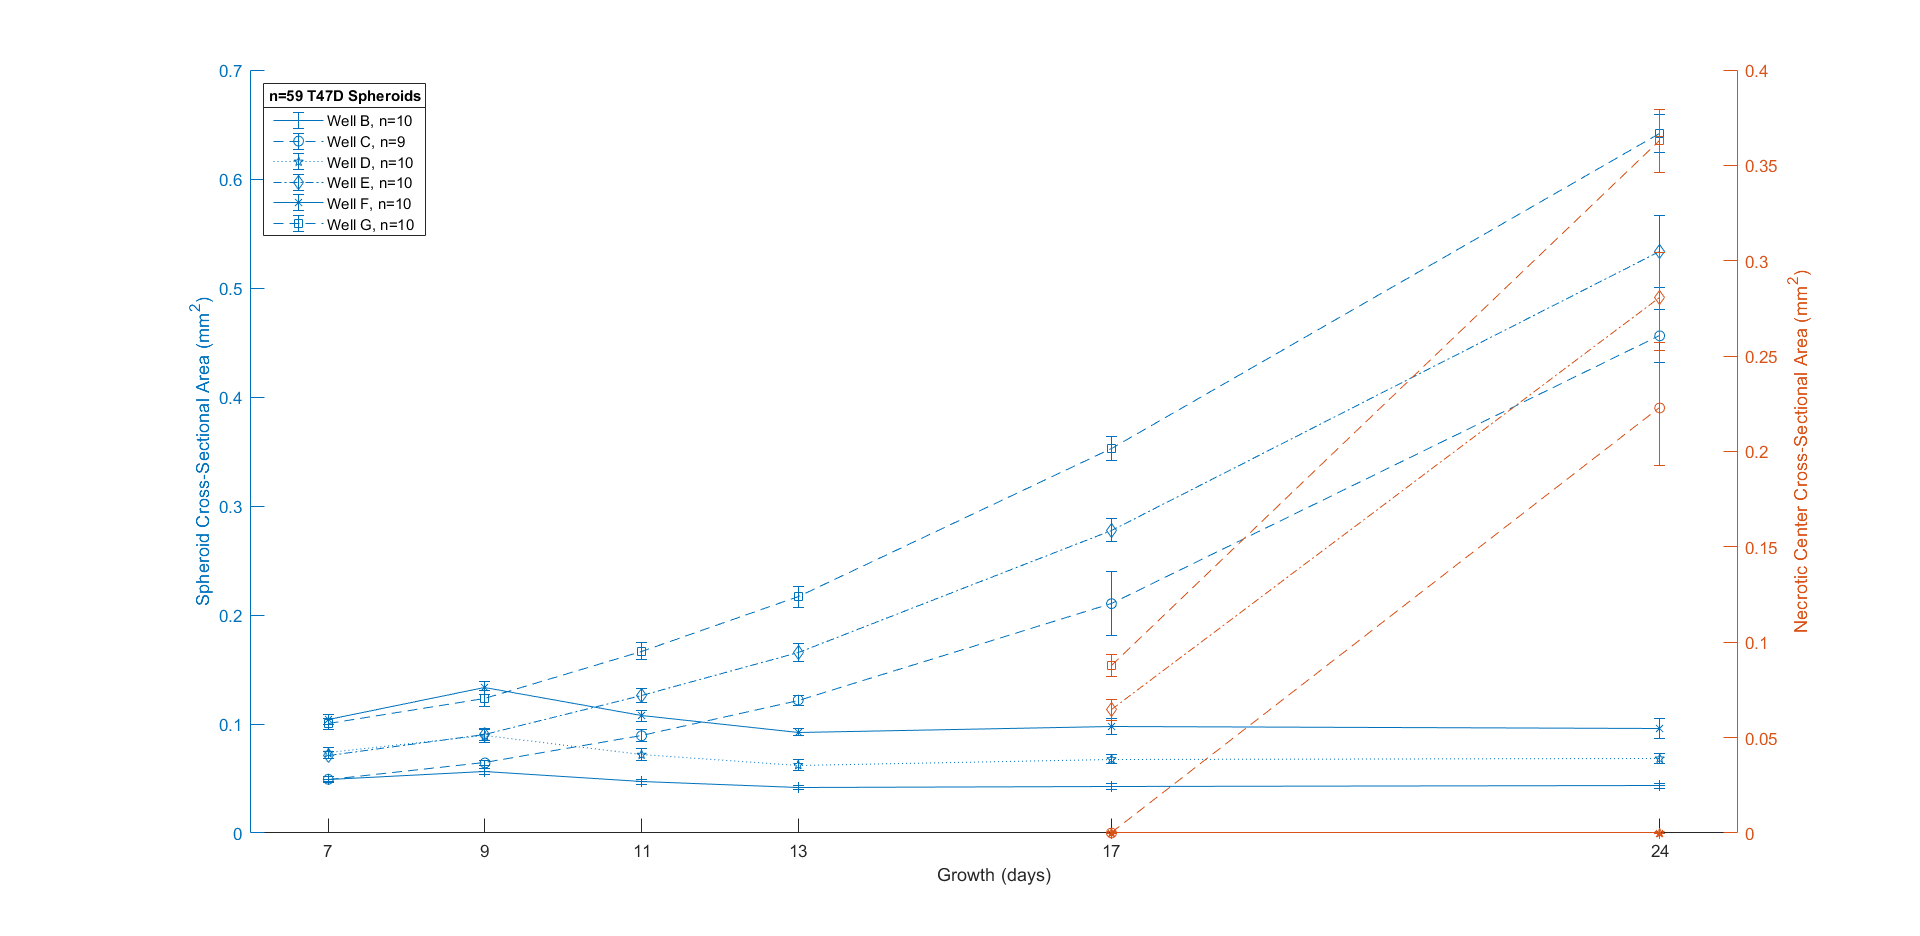 n=59 T47D Spheroids
Well B, n=10
Well C, n=9
Well D, n=10
Well E, n=10
Well F, n=10
Well G, n=10
Spheroid Cross-Sectional Area (mm²)
0.7
0.6
0.5
0.4
0.3
0.2
0.1
0
7 9 11 13 17 24
Growth (days)
0.4
0.35
0.3
0.25
0.2
0.15
0.1
0.05
0
Necrotic Center Cross-Sectional Area (mm²)